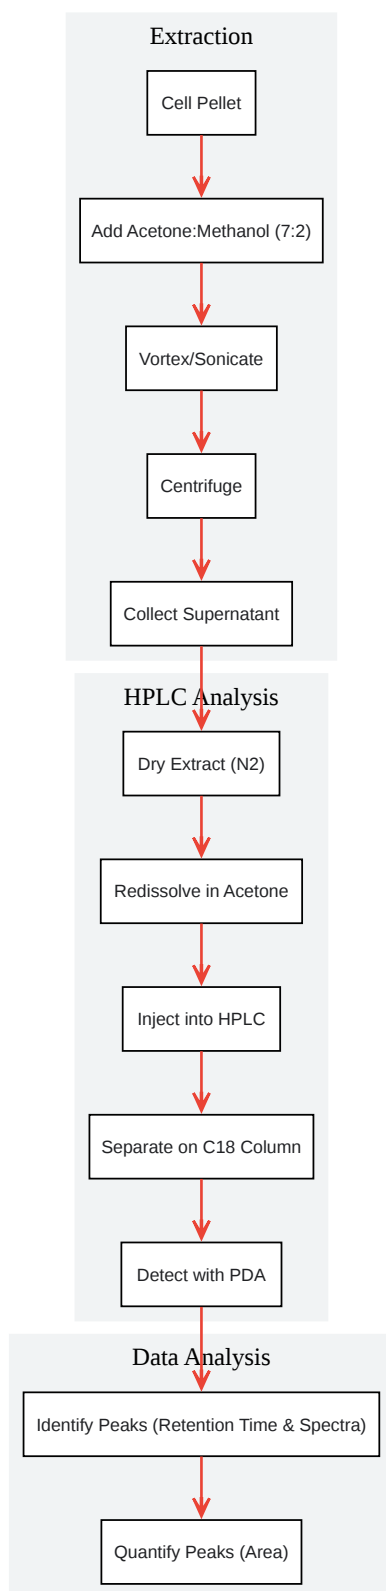 Extraction
Cell Pellet
Add Acetone:Methanol (7:2)
Vortex/Sonicate
Centrifuge
Collect Supernatant
HPLC Analysis
Dry Extract (N2)
Redissolve in Acetone
Inject into HPLC
Separate on C18 Column
Detect with PDA
Data Analysis
Identify Peaks (Retention Time & Spectra)
Quantify Peaks (Area)